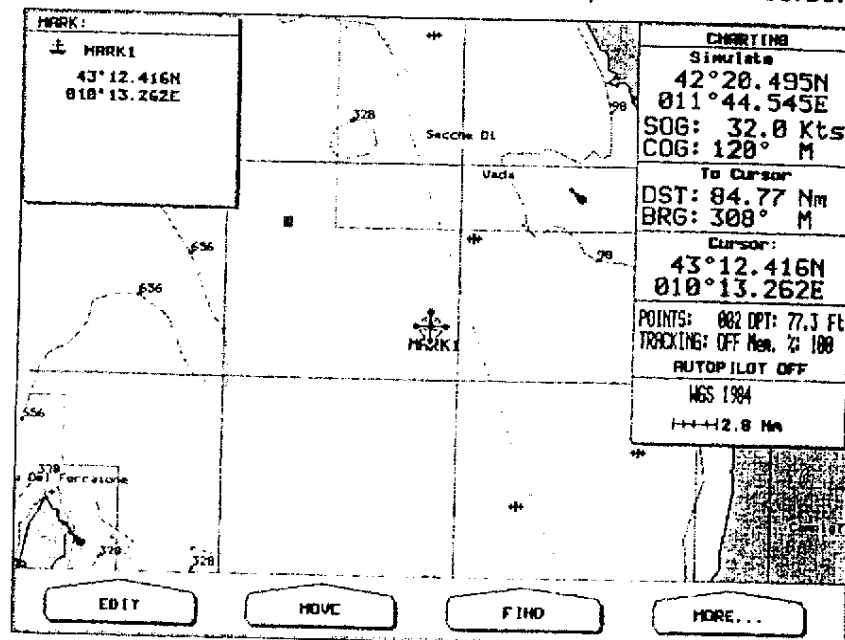 MARK:
MARK1
43°12.416N
010°13.262E
328
Secche Di
Vada
98
656
98
636
MARK1
656
328
328
328
CHARTING
Simulate
42°20.495N
011°44.545E
SOG: 32.0 Kts
COG: 120° M
To Cursor
DST: 84.77 Nm
BRG: 308° M
Cursor:
43°12.416N
010°13.262E
POINTS: 002 DPT: 77.3 Ft
TRACKING: OFF Mem. %: 100
AUTOPILOT OFF
WGS 1984
2.8 Nm
EDIT
MOVE
FIND
MORE...